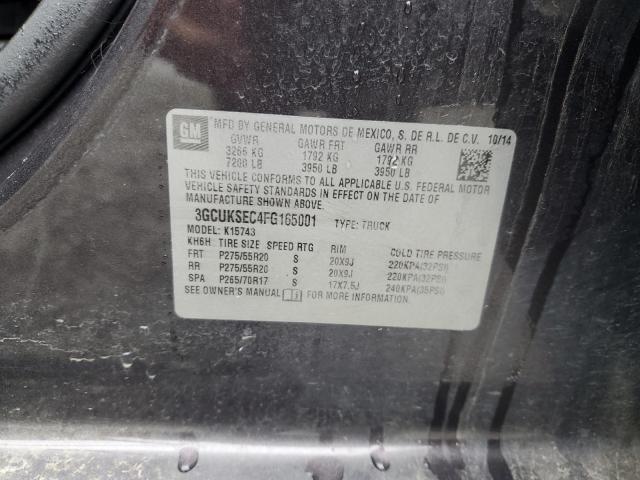 GM
MFD BY GENERAL MOTORS DE MEXICO, S. DE R.L. DE C.V. 10/14
GVWR GAWR FRT GAWR RR
3266 KG 1792 KG 1792 KG
7200 LB 3950 LB 3950 LB
THIS VEHICLE CONFORMS TO ALL APPLICABLE U.S. FEDERAL MOTOR
VEHICLE SAFETY STANDARDS IN EFFECT ON THE DATE OF
MANUFACTURE SHOWN ABOVE.
3GCUKSEC4FG165001 TYPE: TRUCK
MODEL: K15743
KH6H TIRE SIZE SPEED RTG RIM COLD TIRE PRESSURE
FRT P275/55R20 S 20X9J 220KPA(32PSI)
RR P275/55R20 S 20X9J 220KPA(32PSI)
SPA P265/70R17 S 17X7.5J 240KPA(35PSI)
SEE OWNER'S MANUAL FOR MORE INFORMATION.